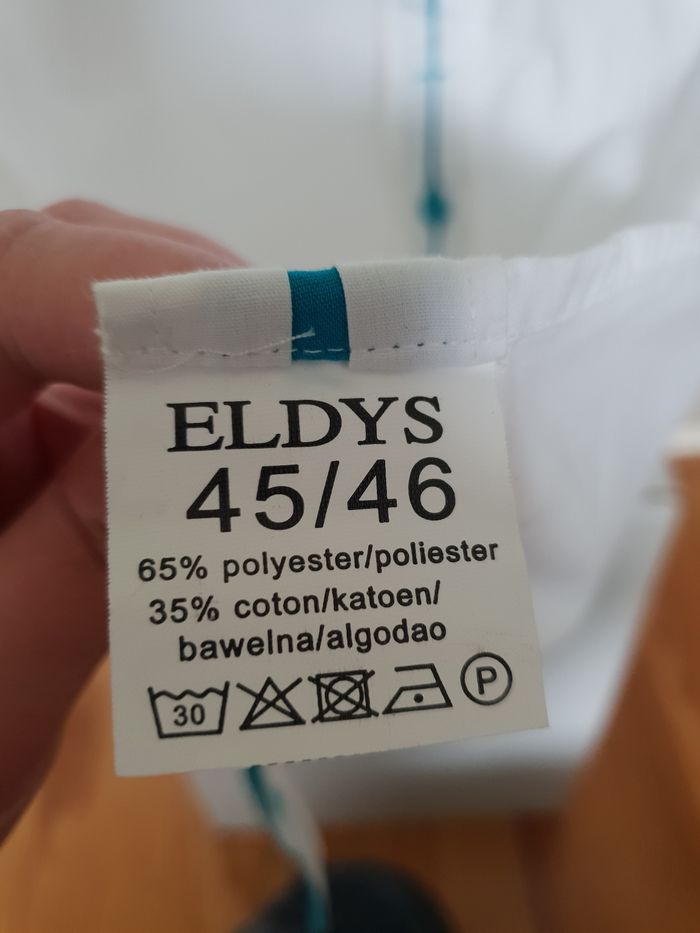 ELDYS
45/46
65% polyester/poliester
35% coton/katoen/
bawelna/algodao
30 P